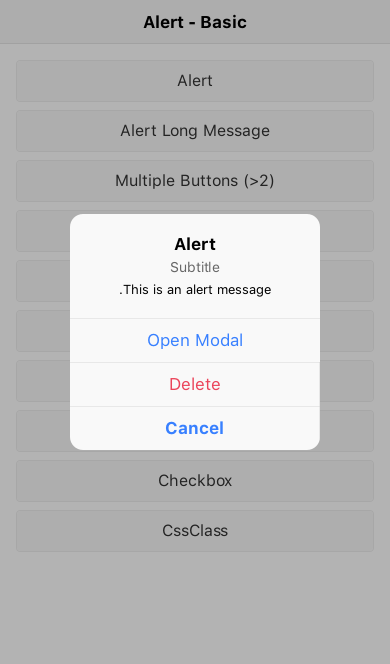 Alert - Basic
Alert
Alert Long Message
Multiple Buttons (>2)
Alert
Subtitle
.This is an alert message
Open Modal
Delete
Cancel
Checkbox
CssClass